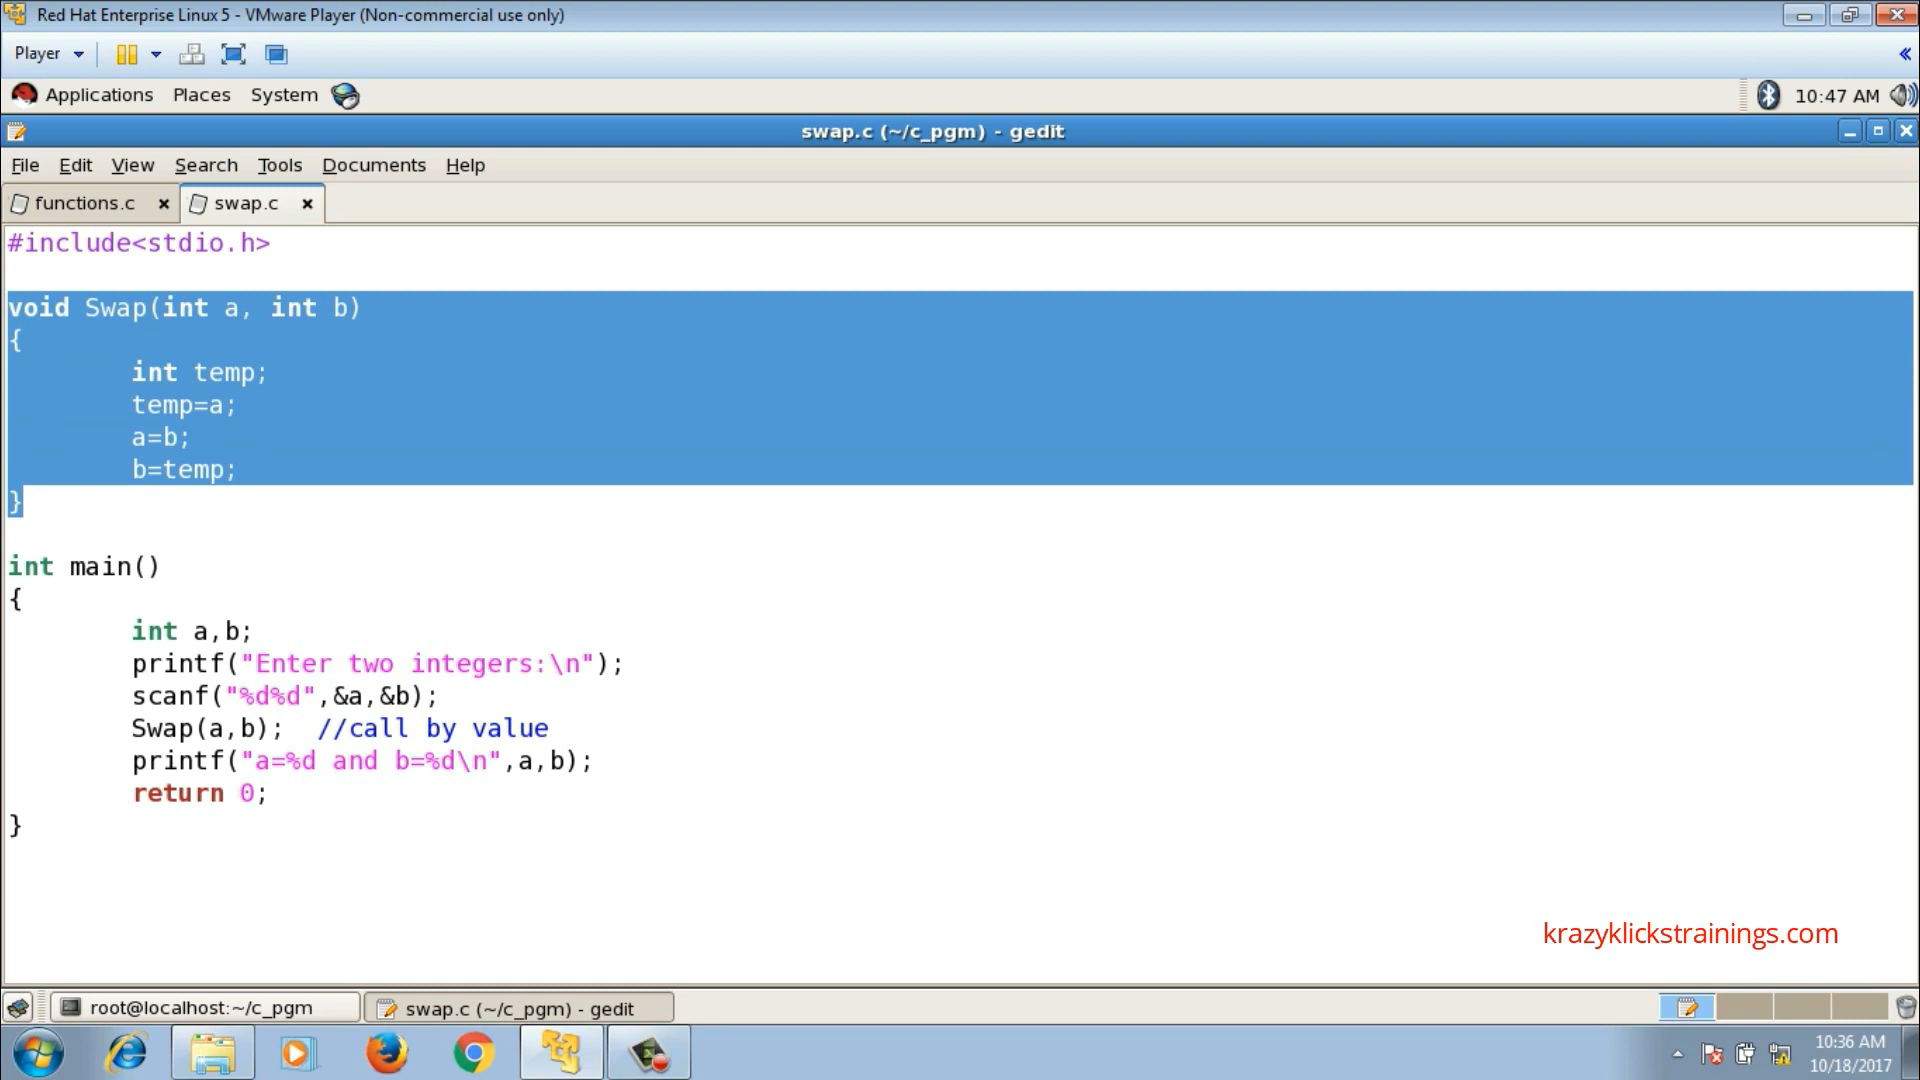 Red Hat Enterprise Linux 5 - VMware Player (Non-commercial use only)
Player
Applications Places System 10:47 AM
swap.c (~/c_pgm) - gedit
File Edit View Search Tools Documents Help
functions.c swap.c
#include<stdio.h>
void Swap(int a, int b)
{
int temp;
temp=a;
a=b;
b=temp;
}
int main()
{
int a,b;
printf("Enter two integers:\n");
scanf("%d%d",&a,&b);
Swap(a,b); //call by value
printf("a=%d and b=%d\n",a,b);
return 0;
}
krazyklickstrainings.com
root@localhost:~/c_pgm swap.c (~/c_pgm) - gedit
10:36 AM
10/18/2017